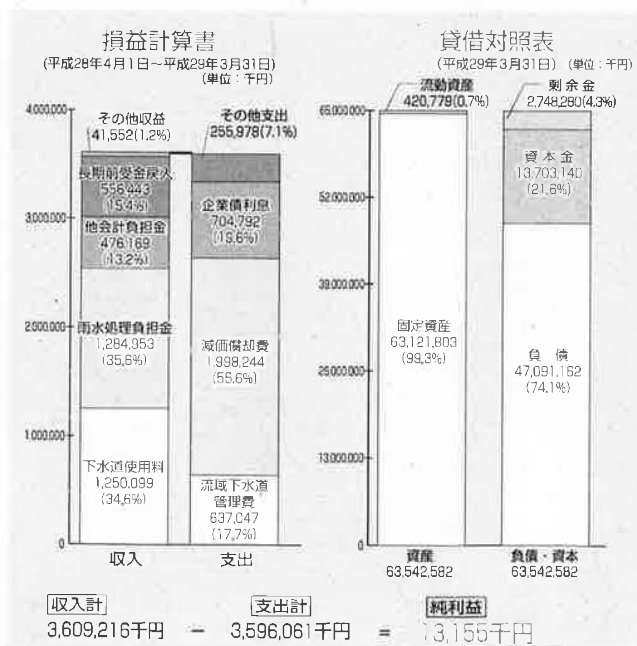 損益計算書
(平成28年4月1日～平成29年3月31日)
(単位：千円)
4,000,000
3,000,000
2,000,000
1,000,000
0
その他収益
41,552(1.2%)
長期前受金戻入
556,443
(15.4%)
他会計負担金
476,169
(13.2%)
雨水処理負担金
1,284,953
(35.6%)
下水道使用料
1,250,099
(34.6%)
収入
その他支出
255,978(7.1%)
企業債利息
704,792
(19.6%)
減価償却費
1,998,244
(55.6%)
流域下水道
管理費
637,047
(17.7%)
支出
貸借対照表
(平成29年3月31日) (単位：千円)
65,000,000
52,000,000
39,000,000
26,000,000
13,000,000
0
流動資産
420,779(0.7%)
固定資産
63,121,803
(99.3%)
資産
63,542,582
剰余金
2,748,280(4.3%)
資本金
13,703,140
(21.6%)
負債
47,091,162
(74.1%)
負債・資本
63,542,582
収入計 支出計 純利益
3,609,216千円 － 3,596,061千円 ＝ 13,155千円